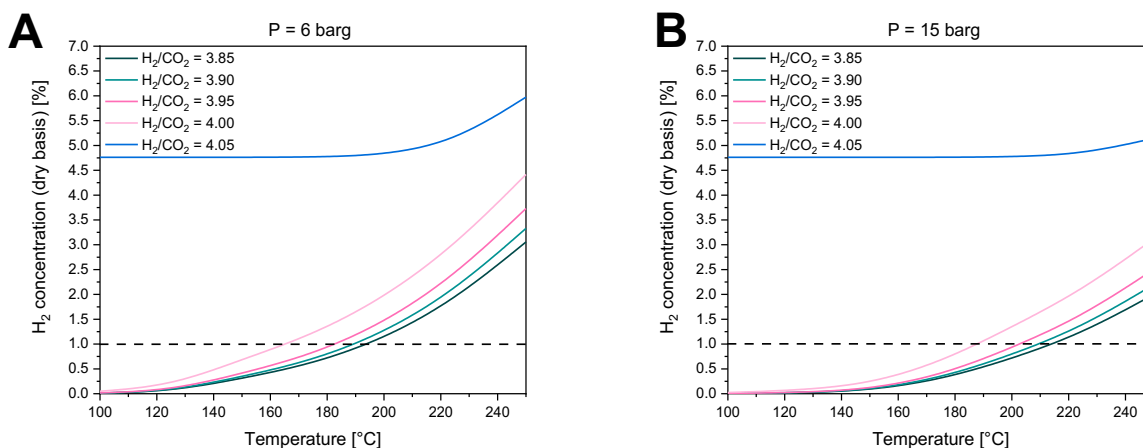 A
P = 6 barg
H₂ concentration (dry basis) [%]
7.0
6.5
6.0
5.5
5.0
4.5
4.0
3.5
3.0
2.5
2.0
1.5
1.0
0.5
0.0
H₂/CO₂ = 3.85
H₂/CO₂ = 3.90
H₂/CO₂ = 3.95
H₂/CO₂ = 4.00
H₂/CO₂ = 4.05
100 120 140 160 180 200 220 240
Temperature [°C]
B
P = 15 barg
H₂ concentration (dry basis) [%]
7.0
6.5
6.0
5.5
5.0
4.5
4.0
3.5
3.0
2.5
2.0
1.5
1.0
0.5
0.0
H₂/CO₂ = 3.85
H₂/CO₂ = 3.90
H₂/CO₂ = 3.95
H₂/CO₂ = 4.00
H₂/CO₂ = 4.05
100 120 140 160 180 200 220 240
Temperature [°C]